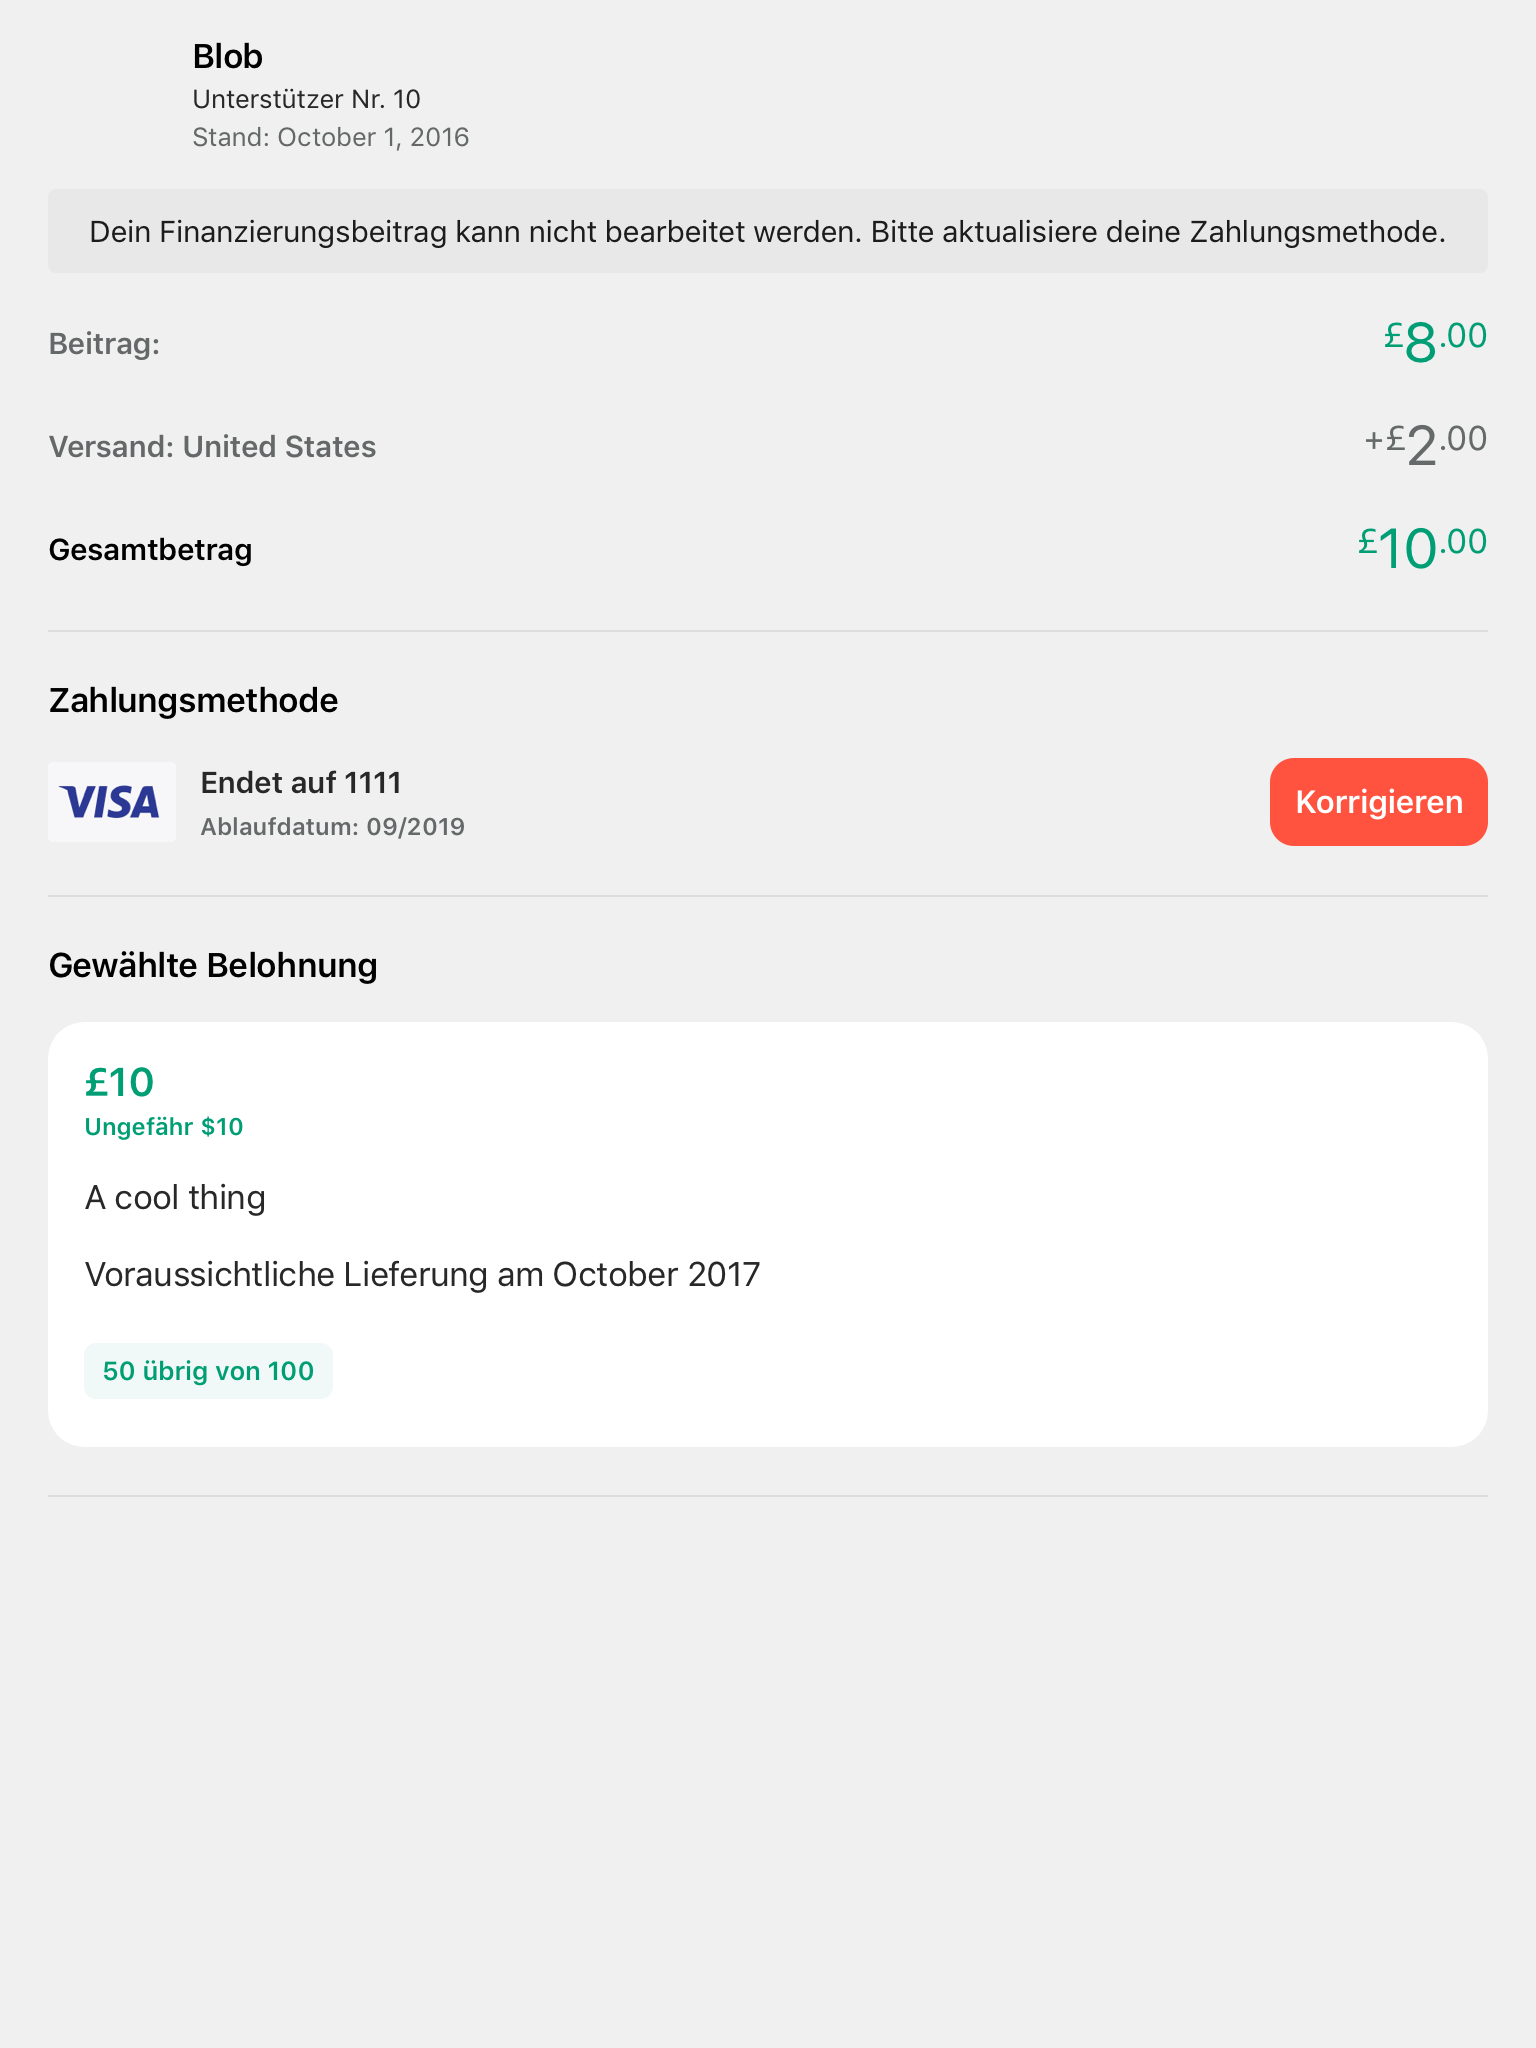 Blob
Unterstützer Nr. 10
Stand: October 1, 2016
Dein Finanzierungsbeitrag kann nicht bearbeitet werden. Bitte aktualisiere deine Zahlungsmethode.
Beitrag: £8.00
Versand: United States +£2.00
Gesamtbetrag £10.00
Zahlungsmethode
VISA
Endet auf 1111
Ablaufdatum: 09/2019
Korrigieren
Gewählte Belohnung
£10
Ungefähr $10
A cool thing
Voraussichtliche Lieferung am October 2017
50 übrig von 100